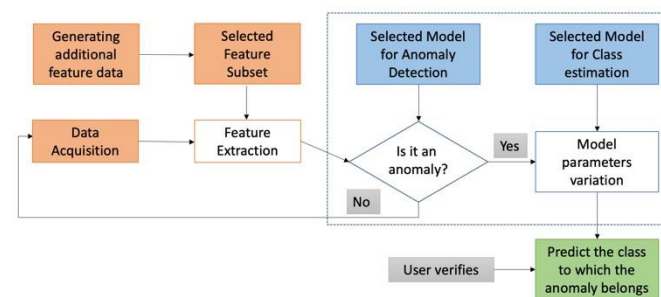 Generating
additional
feature data
Selected
Feature
Subset
Selected Model
for Anomaly
Detection
Selected Model
for Class
estimation
Data
Acquisition
Feature
Extraction
Is it an
anomaly?
Yes
Model
parameters
variation
No
User verifies
Predict the class
to which the
anomaly belongs